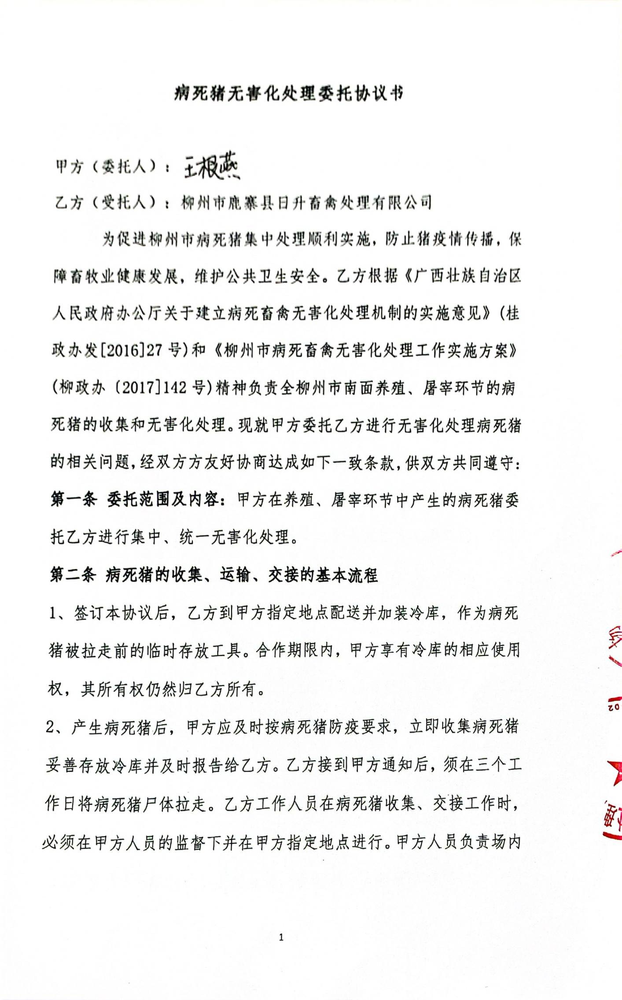 病死猪无害化处理委托协议书
甲方（委托人）：王根燕
乙方（受托人）：柳州市鹿寨县日升畜禽处理有限公司
为促进柳州市病死猪集中处理顺利实施，防止猪疫情传播，保
障畜牧业健康发展，维护公共卫生安全。乙方根据《广西壮族自治区
人民政府办公厅关于建立病死畜禽无害化处理机制的实施意见》(桂
政办发[2016]27号)和《柳州市病死畜禽无害化处理工作实施方案》
(柳政办〔2017]142号)精神负责全柳州市南面养殖、屠宰环节的病
死猪的收集和无害化处理。现就甲方委托乙方进行无害化处理病死猪
的相关问题,经双方方友好协商达成如下一致条款,供双方共同遵守：
第一条 委托范围及内容：甲方在养殖、屠宰环节中产生的病死猪委
托乙方进行集中、统一无害化处理。
第二条 病死猪的收集、运输、交接的基本流程
1、签订本协议后，乙方到甲方指定地点配送并加装冷库，作为病死
猪被拉走前的临时存放工具。合作期限内，甲方享有冷库的相应使用
权，其所有权仍然归乙方所有。
2、产生病死猪后，甲方应及时按病死猪防疫要求，立即收集病死猪
妥善存放冷库并及时报告给乙方。乙方接到甲方通知后，须在三个工
作日将病死猪尸体拉走。乙方工作人员在病死猪收集、交接工作时，
必须在甲方人员的监督下并在甲方指定地点进行。甲方人员负责场内
1